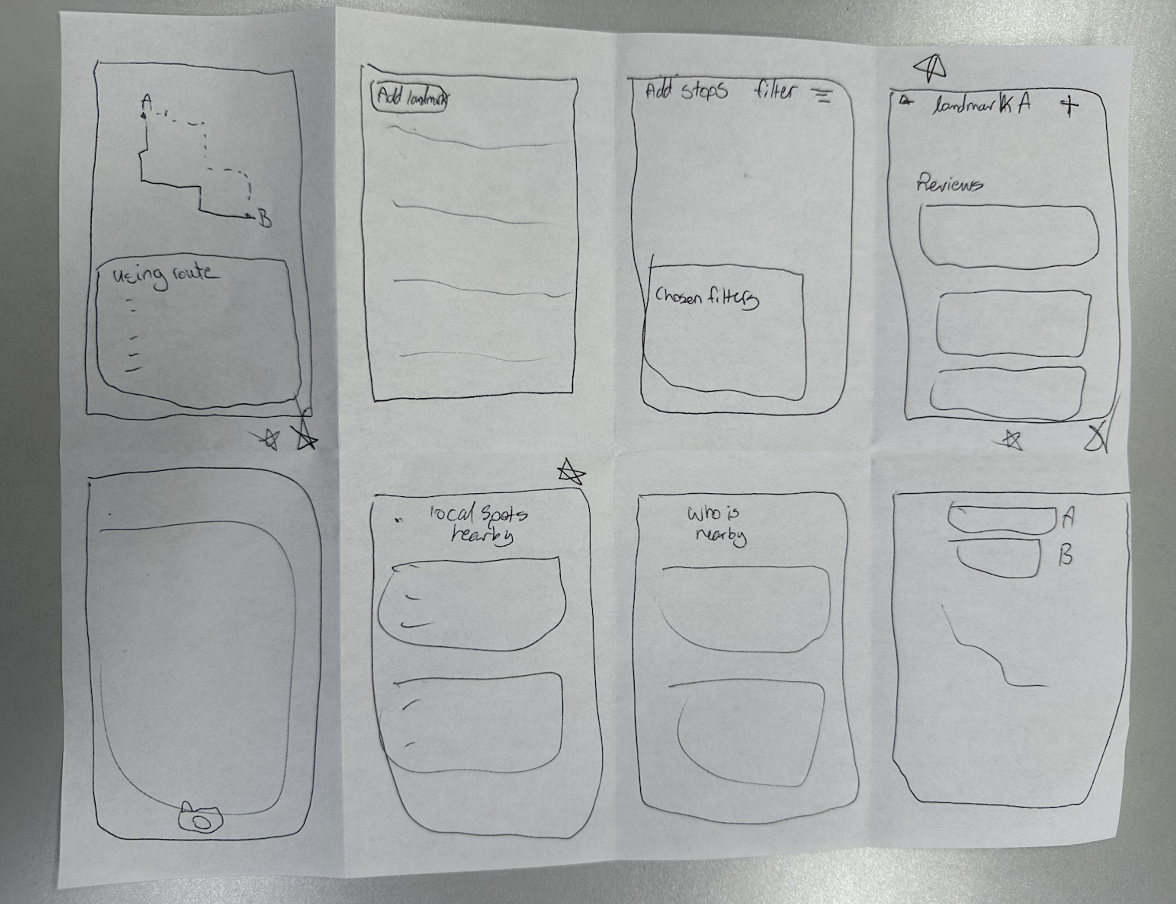 A
B
using route
Add landmark
Add stops filter
Chosen filters
landmark A +
Reviews
local spots
nearby
who is
nearby
A
B